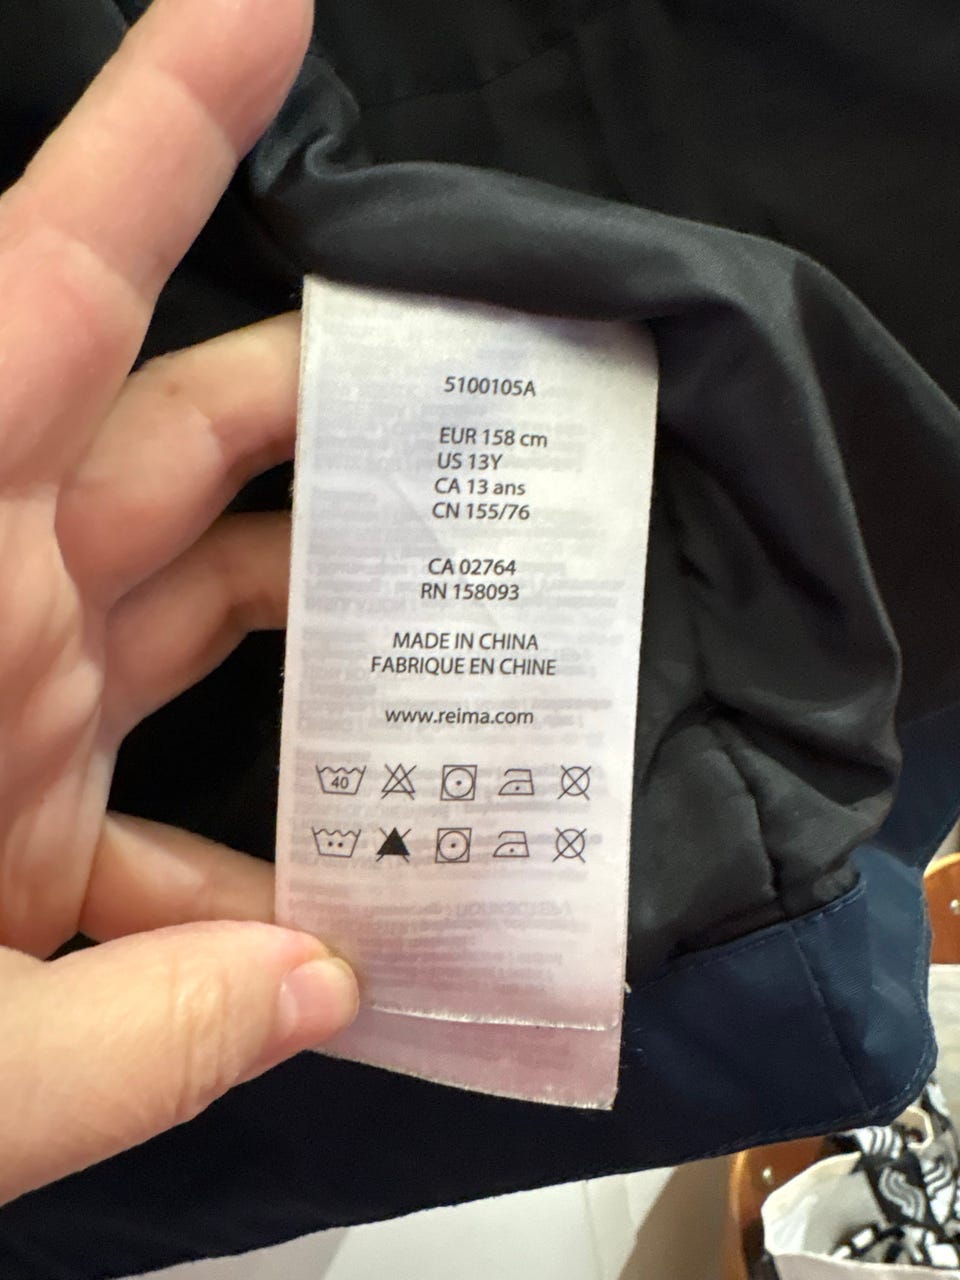 5100105A
EUR 158 cm
US 13Y
CA 13 ans
CN 155/76
CA 02764
RN 158093
MADE IN CHINA
FABRIQUE EN CHINE
www.reima.com
40